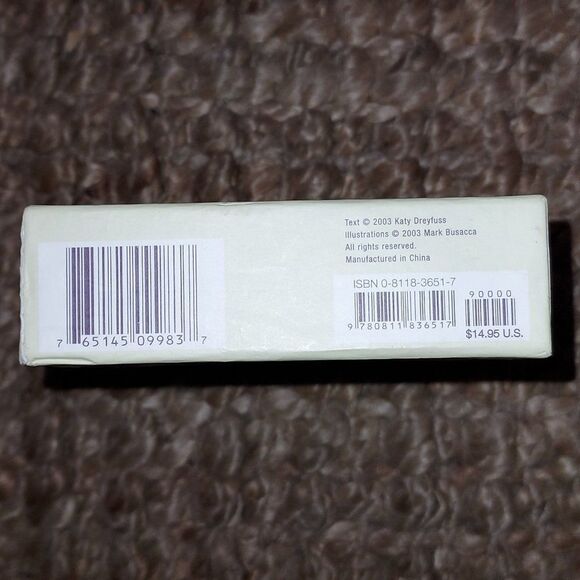 Text © 2003 Katy Dreyfuss
Illustrations © 2003 Mark Busacca
All rights reserved.
Manufactured in China
ISBN 0-8118-3651-7
90000
9 780811 836517
$14.95 U.S.
7 65145 09983 7